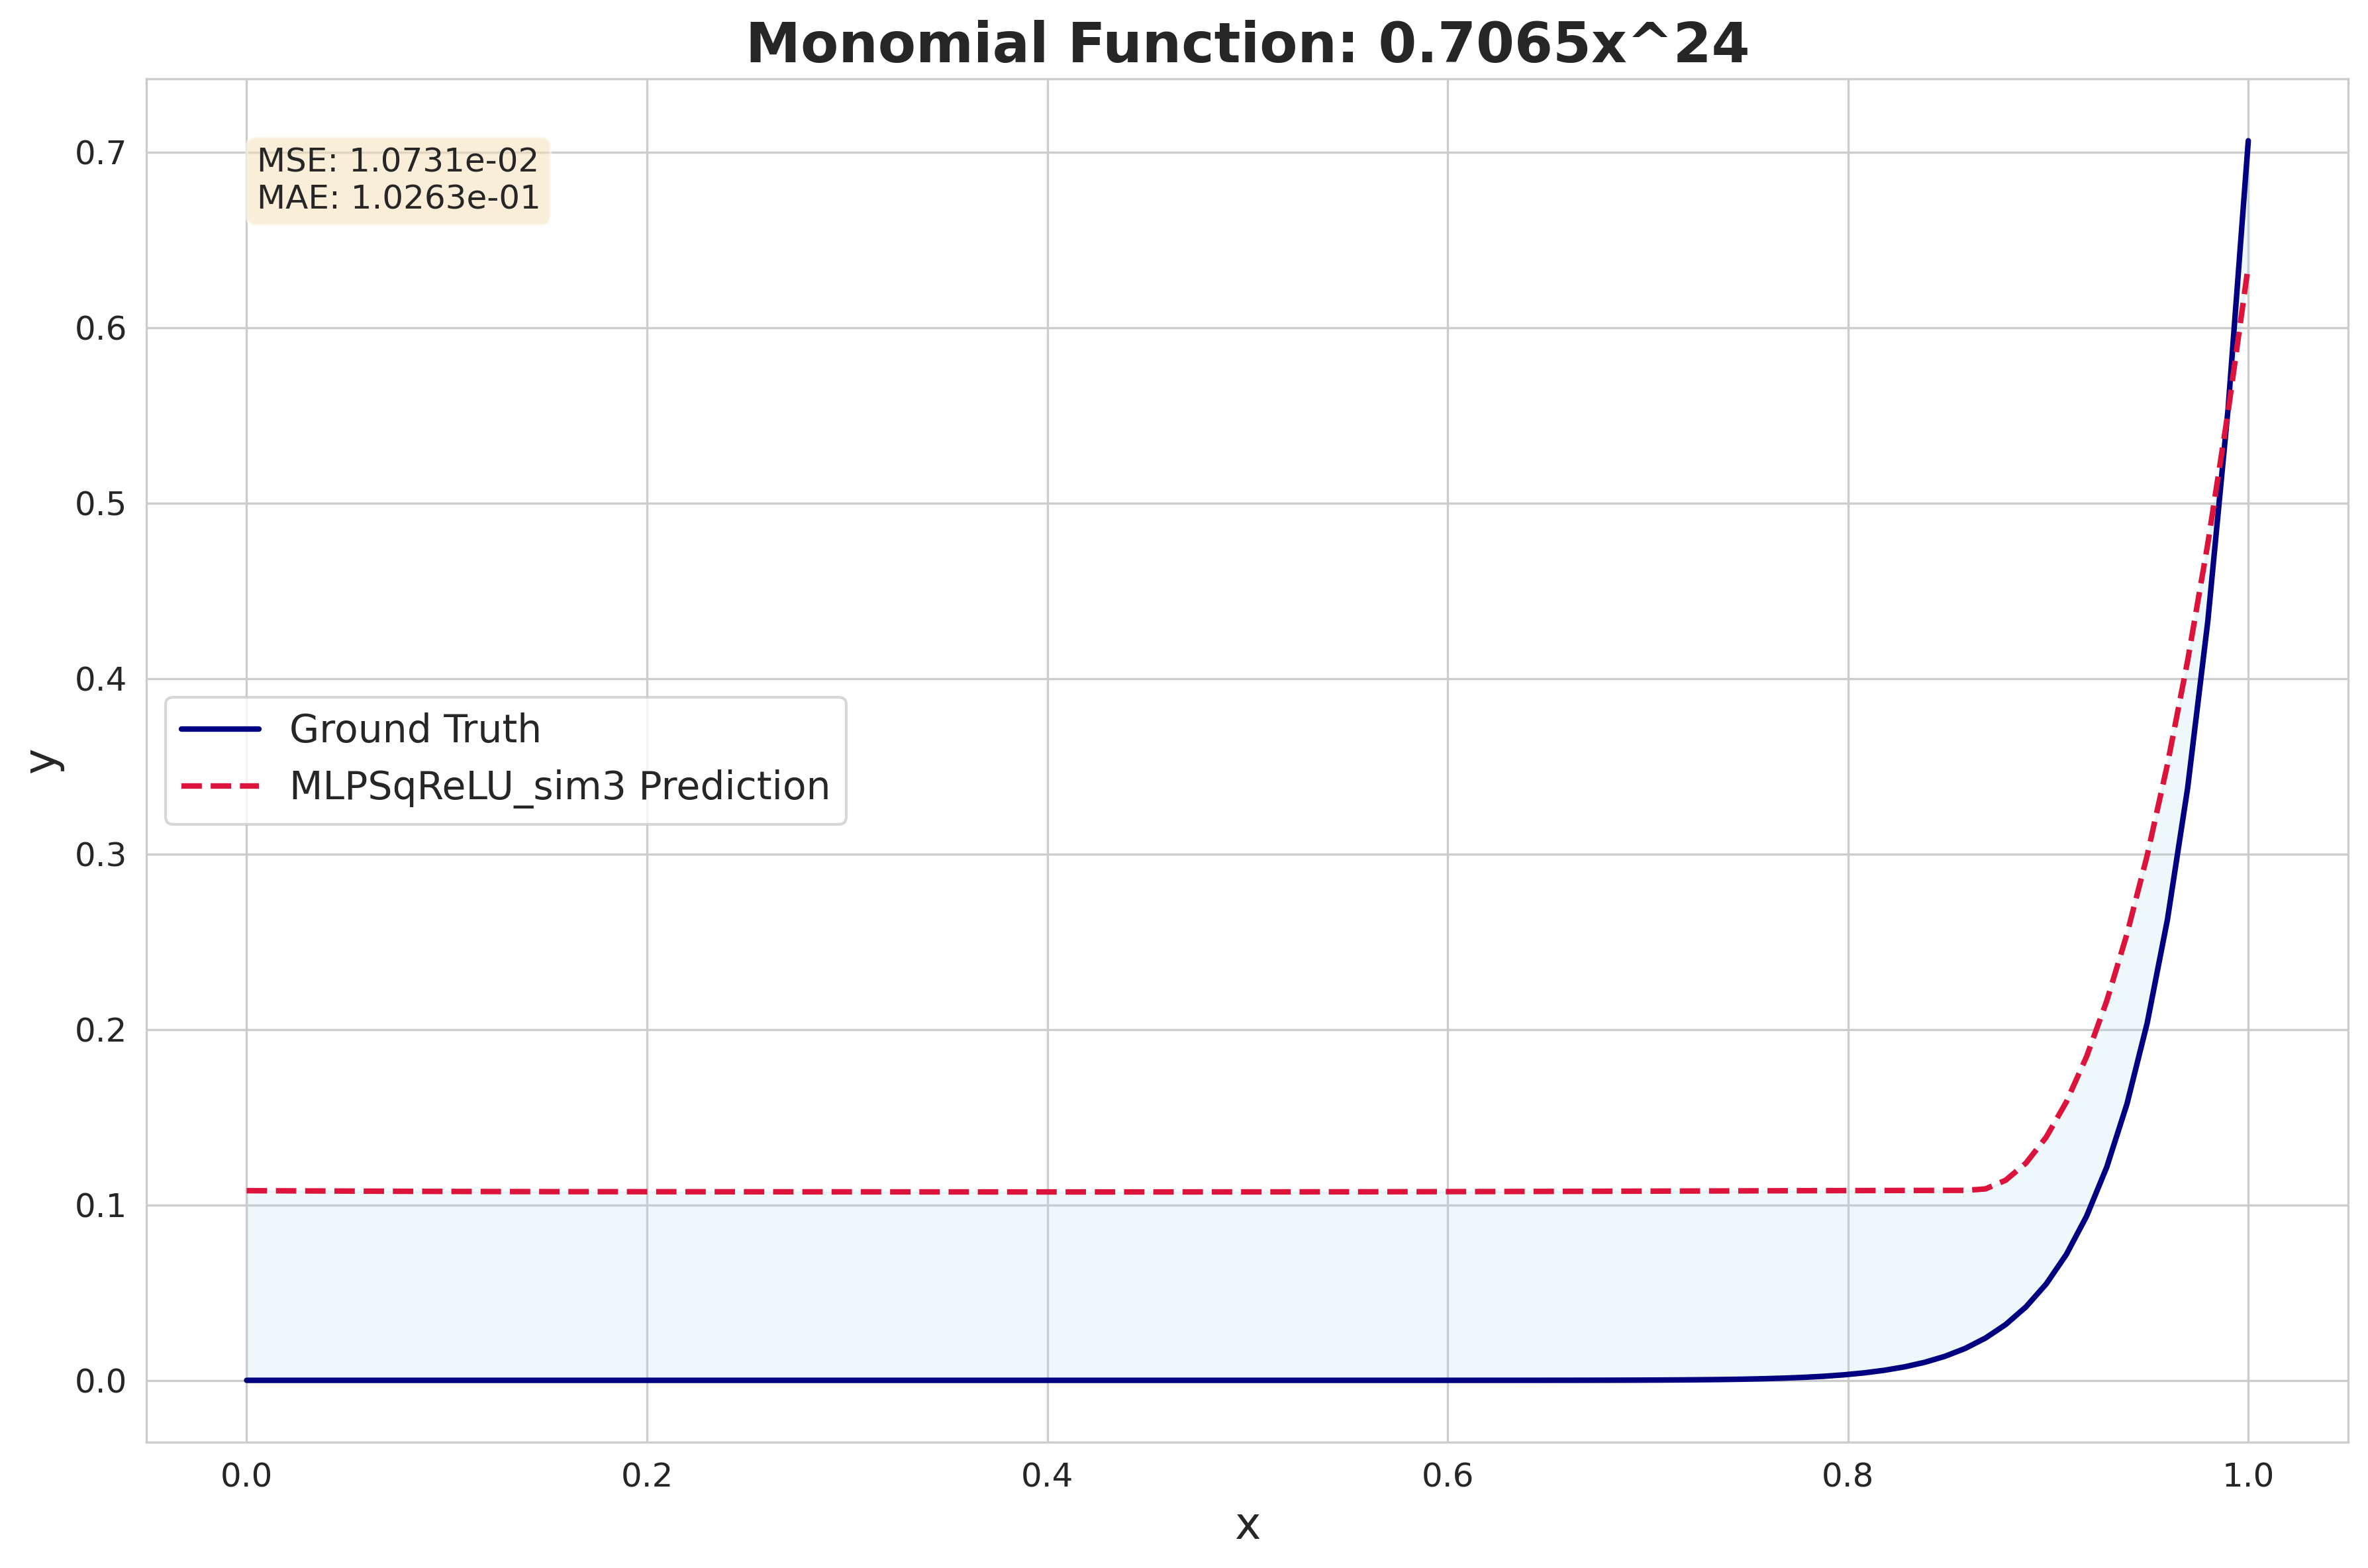 Monomial Function: 0.7065x^24
MSE: 1.0731e-02
MAE: 1.0263e-01
0.7
0.6
0.5
0.4
0.3
0.2
0.1
0.0
y
Ground Truth
MLPSqReLU_sim3 Prediction
0.0 0.2 0.4 0.6 0.8 1.0
x